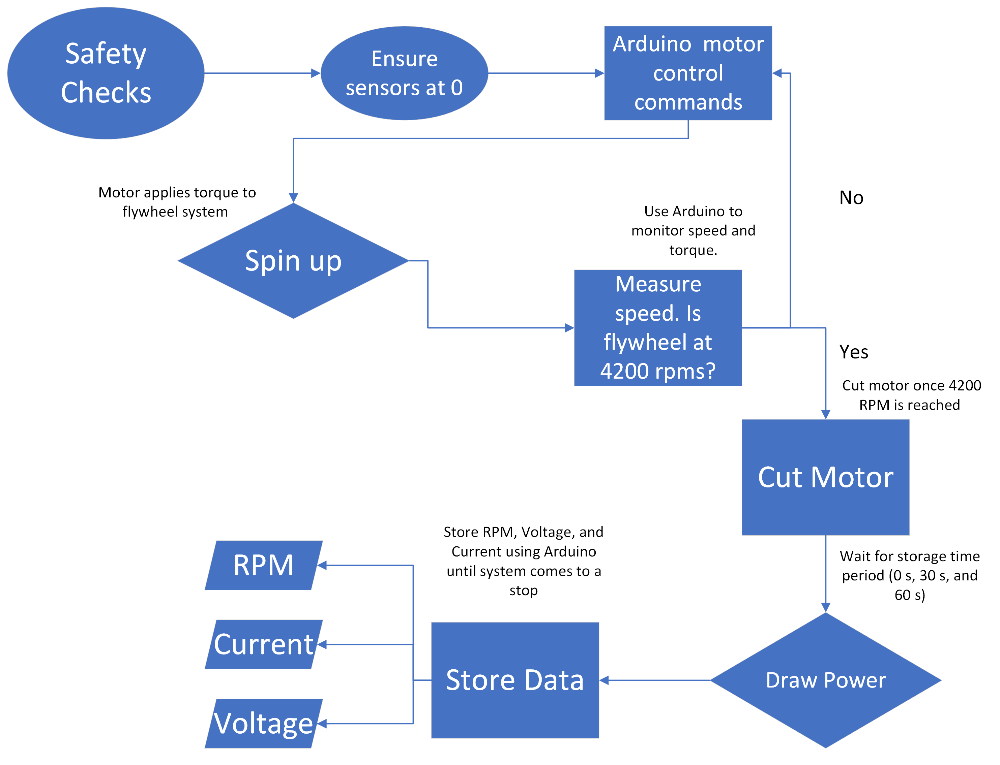 Safety
Checks
Ensure
sensors at 0
Arduino  motor
control
commands
Motor applies torque to
flywheel system
Spin up
Use Arduino to
monitor speed and
torque.
Measure
speed. Is
flywheel at
4200 rpms?
No
Yes
Cut motor once 4200
RPM is reached
Cut Motor
Wait for storage time
period (0 s, 30 s, and
60 s)
Draw Power
Store RPM, Voltage, and
Current using Arduino
until system comes to a
stop
Store Data
RPM
Current
Voltage